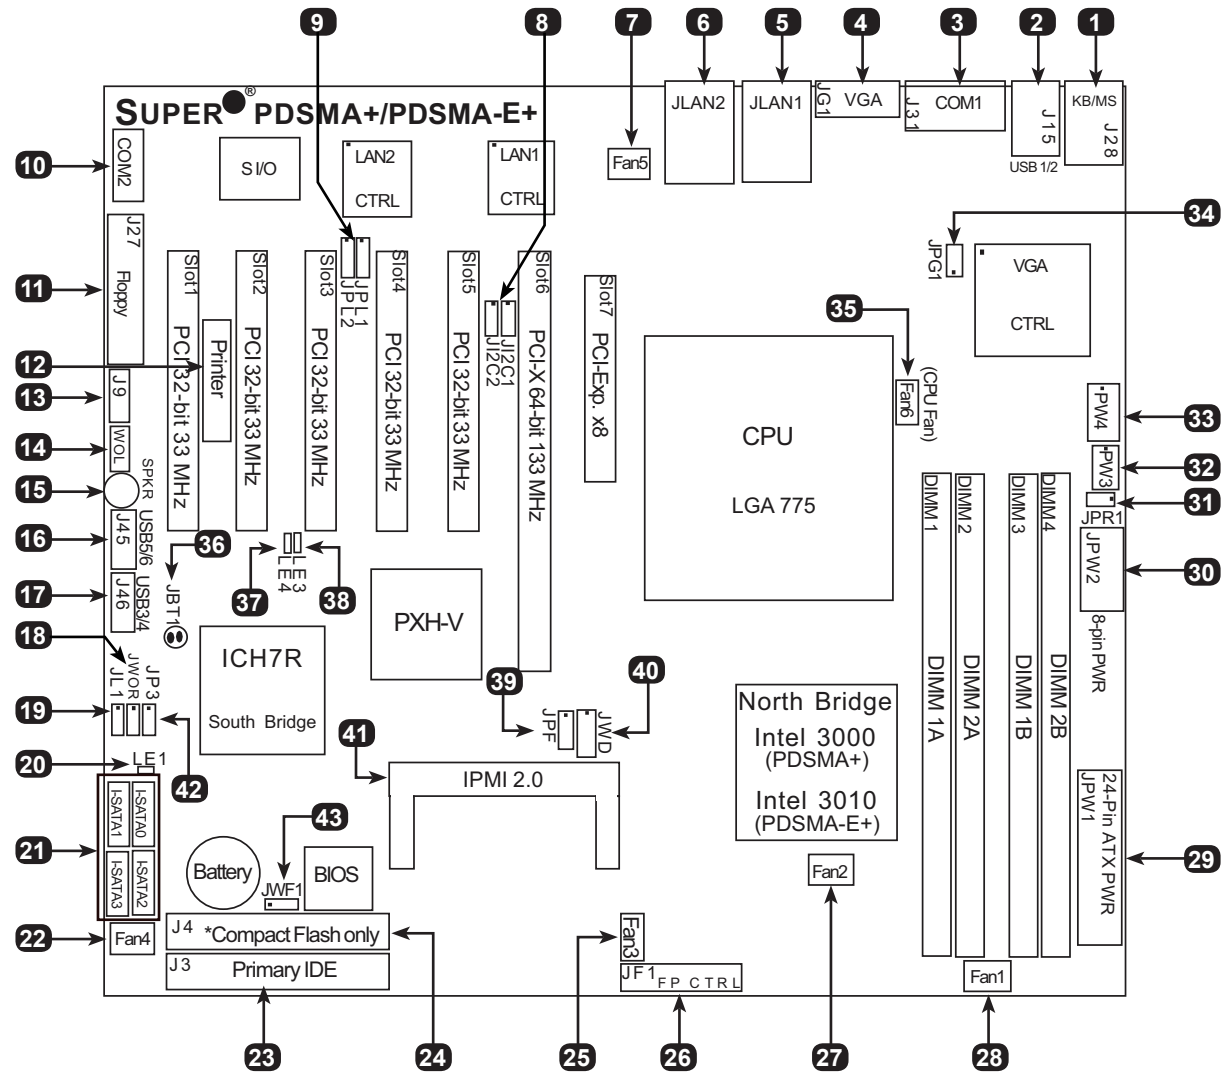 9
8
7
6
5
4
3
2
1
SUPER® PDSMA+/PDSMA-E+
JLAN2
JLAN1
JG1
VGA
J31
COM1
J15
USB 1/2
KB/MS
J28
10
COM2
S I/O
LAN2
CTRL
LAN1
CTRL
Fan5
34
JPG1
VGA
CTRL
11
J27
Floppy
Slot1
PCI 32-bit 33 MHz
Slot2
PCI 32-bit 33 MHz
Slot3
PCI 32-bit 33 MHz
JPL2
JPL1
Slot4
PCI 32-bit 33 MHz
Slot5
PCI 32-bit 33 MHz
JI2C2
JI2C1
Slot6
PCI-X 64-bit 133 MHz
Slot7
PCI-Exp. x8
12
Printer
35
Fan6
(CPU Fan)
CPU
LGA 775
13
J9
14
WOL
15
SPKR
33
PW4
32
PW3
31
JPR1
16
J45
USB5/6
17
J46
USB3/4
36
JBT1
37
LE4
LE3
38
30
JPW2
8-pin PWR
DIMM 1
DIMM 1A
DIMM 2
DIMM 2A
DIMM 3
DIMM 1B
DIMM 4
DIMM 2B
PXH-V
18
JL1
JWOR
JP3
19
ICH7R
South Bridge
39
JPF
40
JWD
North Bridge
Intel 3000
(PDSMA+)
Intel 3010
(PDSMA-E+)
20
LE1
42
41
IPMI 2.0
21
I-SATA1
I-SATA0
I-SATA3
I-SATA2
43
Battery
JWF1
BIOS
29
24-Pin ATX PWR
JPW1
Fan2
22
Fan4
J4
*Compact Flash only
J3
Primary IDE
Fan3
JF1
FP CTRL
Fan1
23
24
25
26
27
28